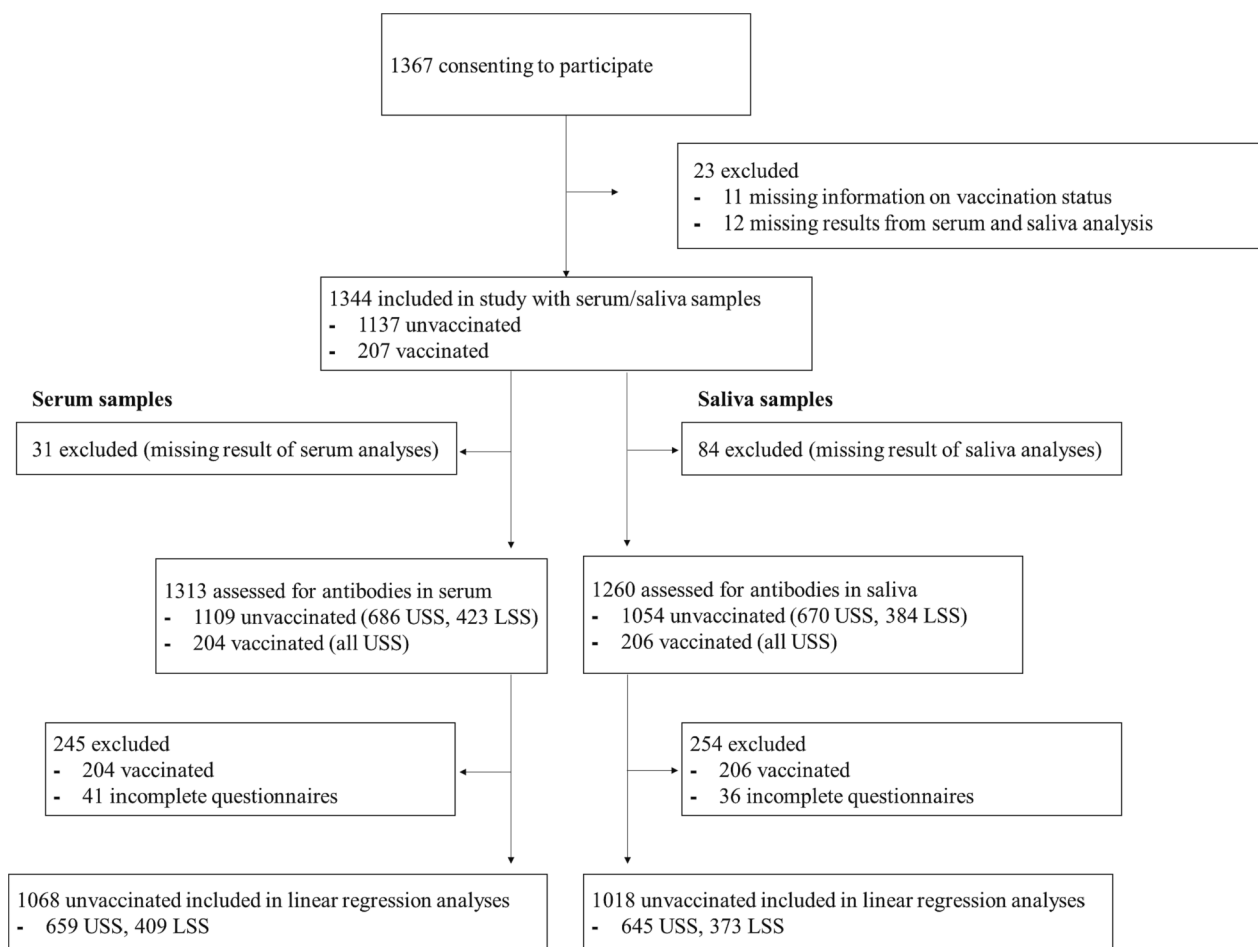 1367 consenting to participate
23 excluded
- 11 missing information on vaccination status
- 12 missing results from serum and saliva analysis
1344 included in study with serum/saliva samples
- 1137 unvaccinated
- 207 vaccinated
Serum samples
Saliva samples
31 excluded (missing result of serum analyses)
84 excluded (missing result of saliva analyses)
1313 assessed for antibodies in serum
- 1109 unvaccinated (686 USS, 423 LSS)
- 204 vaccinated (all USS)
1260 assessed for antibodies in saliva
- 1054 unvaccinated (670 USS, 384 LSS)
- 206 vaccinated (all USS)
245 excluded
- 204 vaccinated
- 41 incomplete questionnaires
254 excluded
- 206 vaccinated
- 36 incomplete questionnaires
1068 unvaccinated included in linear regression analyses
- 659 USS, 409 LSS
1018 unvaccinated included in linear regression analyses
- 645 USS, 373 LSS